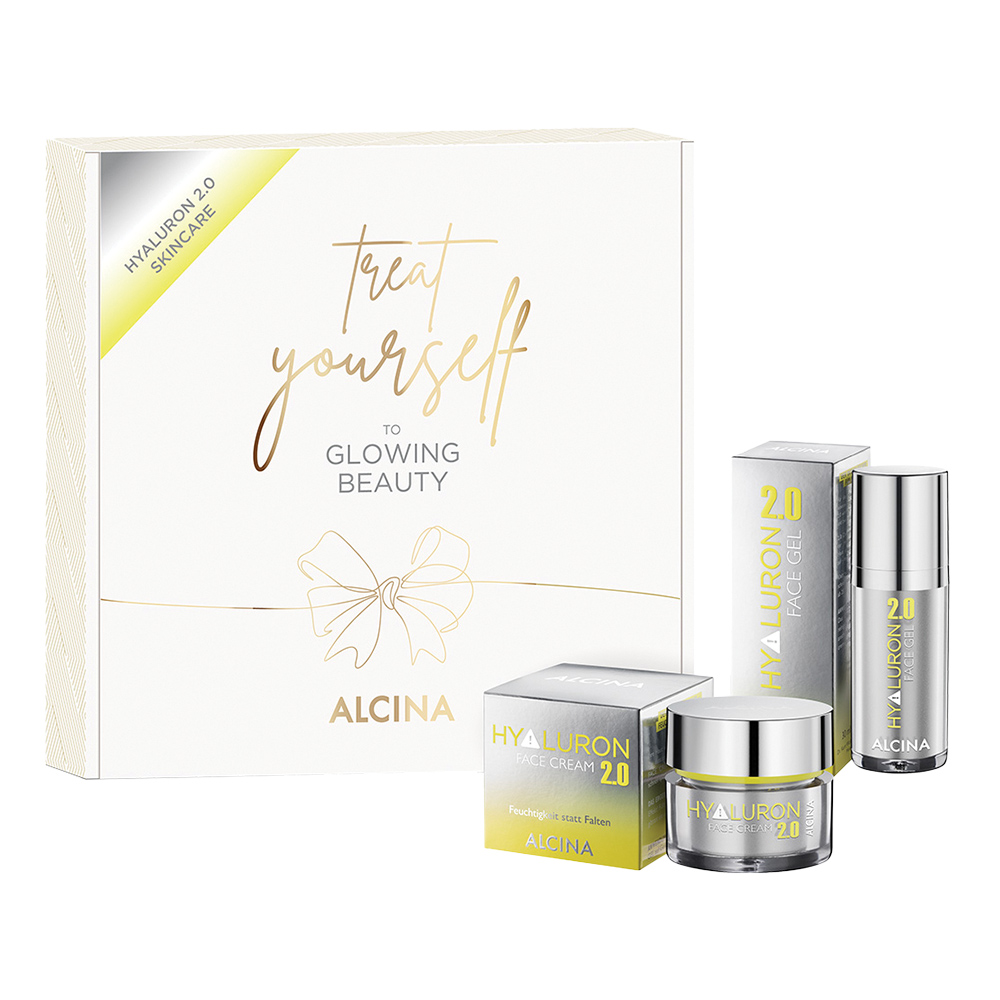 HYALURON 2.0
SKINCARE
treat
yourself
TO
GLOWING
BEAUTY
ALCINA
ALCINA
HYALURON 2.0
FACE GEL
HYALURON 2.0
FACE GEL
ALCINA
ALCINA
HYALURON
FACE CREAM 2.0
Feuchtigkeit statt Falten
ALCINA
HYALURON
FACE CREAM 2.0
ALCINA